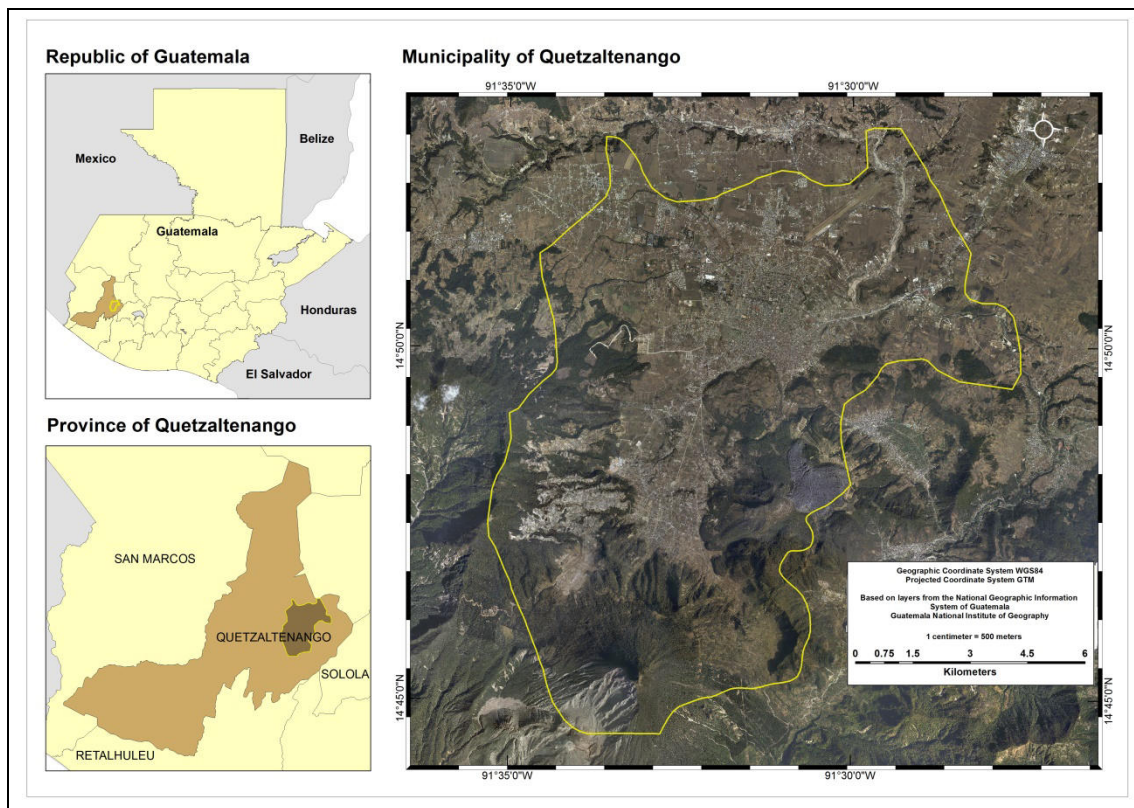 Republic of Guatemala
Mexico
Belize
Guatemala
Honduras
El Salvador
Province of Quetzaltenango
SAN MARCOS
QUETZALTENANGO
SOLOLA
RETALHULEU
Municipality of Quetzaltenango
91°35'0"W
91°30'0"W
N
E
14°50'0"N
14°50'0"N
14°45'0"N
14°45'0"N
91°35'0"W
91°30'0"W
Geographic Coordinate System WGS84
Projected Coordinate System GTM
Based on layers from the National Geographic Information
System of Guatemala
Guatemala National Institute of Geography
1 centimeter = 500 meters
0 0.75 1.5 3 4.5 6
Kilometers